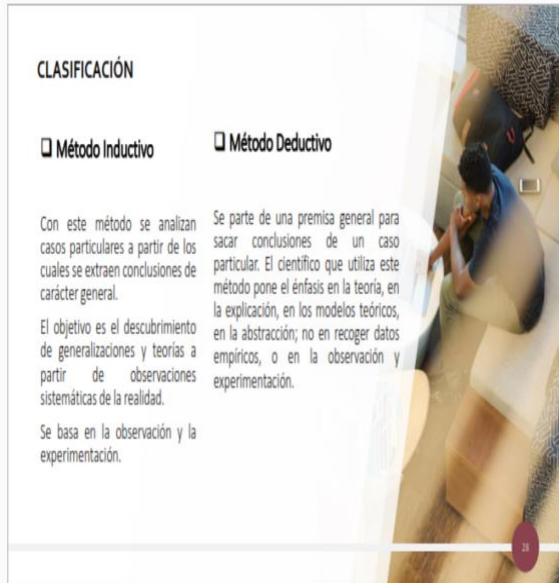 CLASIFICACIÓN
❑ Método Inductivo
Con este método se analizan
casos particulares a partir de los
cuales se extraen conclusiones de
carácter general.
El objetivo es el descubrimiento
de generalizaciones y teorías a
partir de observaciones
sistemáticas de la realidad.
Se basa en la observación y la
experimentación.
❑ Método Deductivo
Se parte de una premisa general para
sacar conclusiones de un caso
particular. El científico que utiliza este
método pone el énfasis en la teoría, en
la explicación, en los modelos teóricos,
en la abstracción; no en recoger datos
empíricos, o en la observación y
experimentación.
28